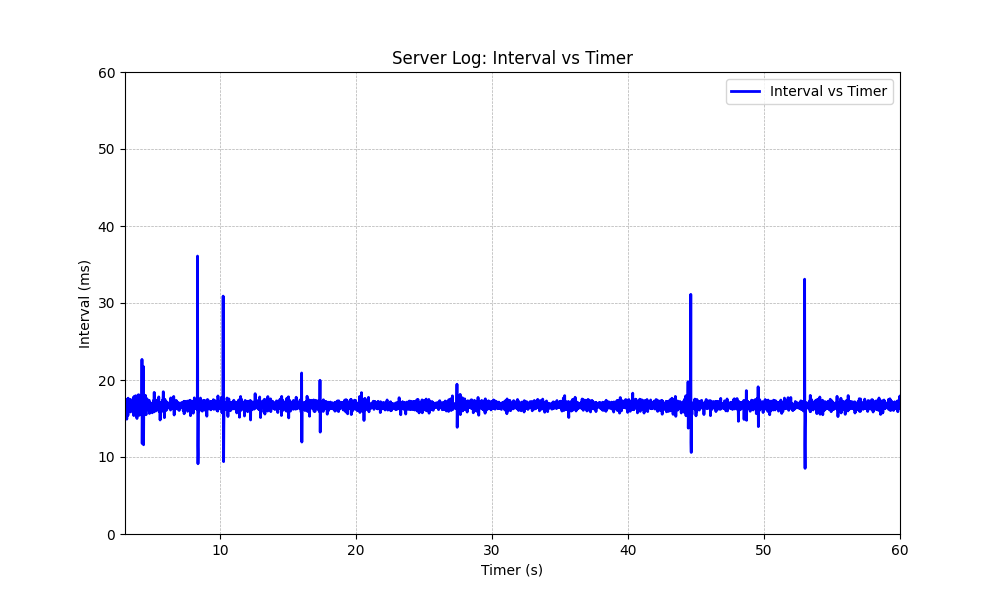 Server Log: Interval vs Timer
Interval vs Timer
60
50
40
30
20
10
0
Interval (ms)
10 20 30 40 50 60
Timer (s)